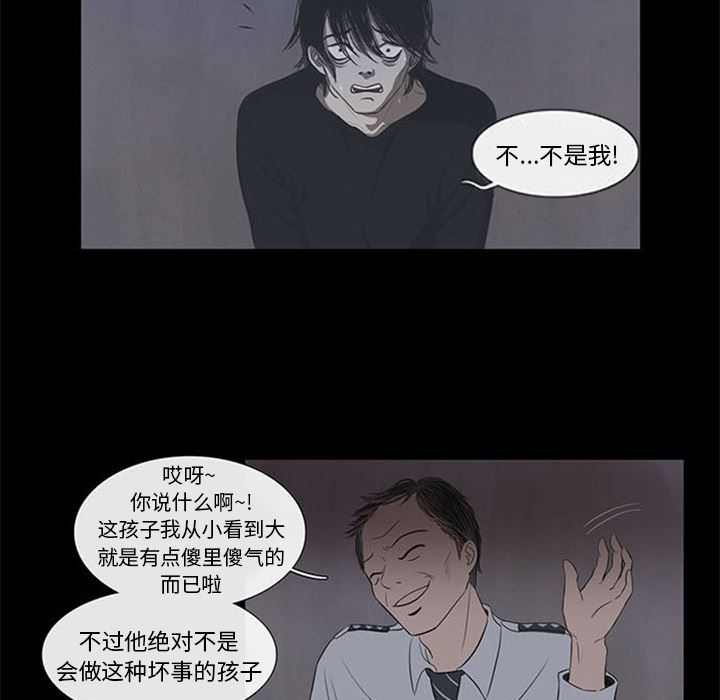 不...不是我!
哎呀~
你说什么啊~!
这孩子我从小看到大
就是有点傻里傻气的
而已啦
不过他绝对不是
会做这种坏事的孩子